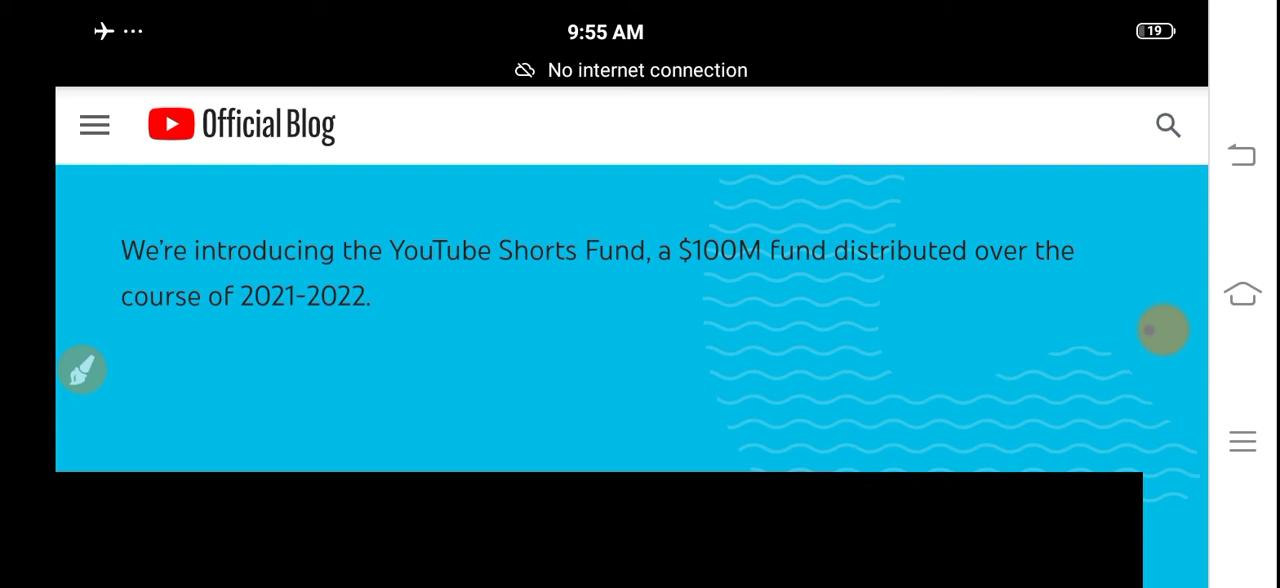 9:55 AM
19
No internet connection
Official Blog
We're introducing the YouTube Shorts Fund, a $100M fund distributed over the
course of 2021-2022.